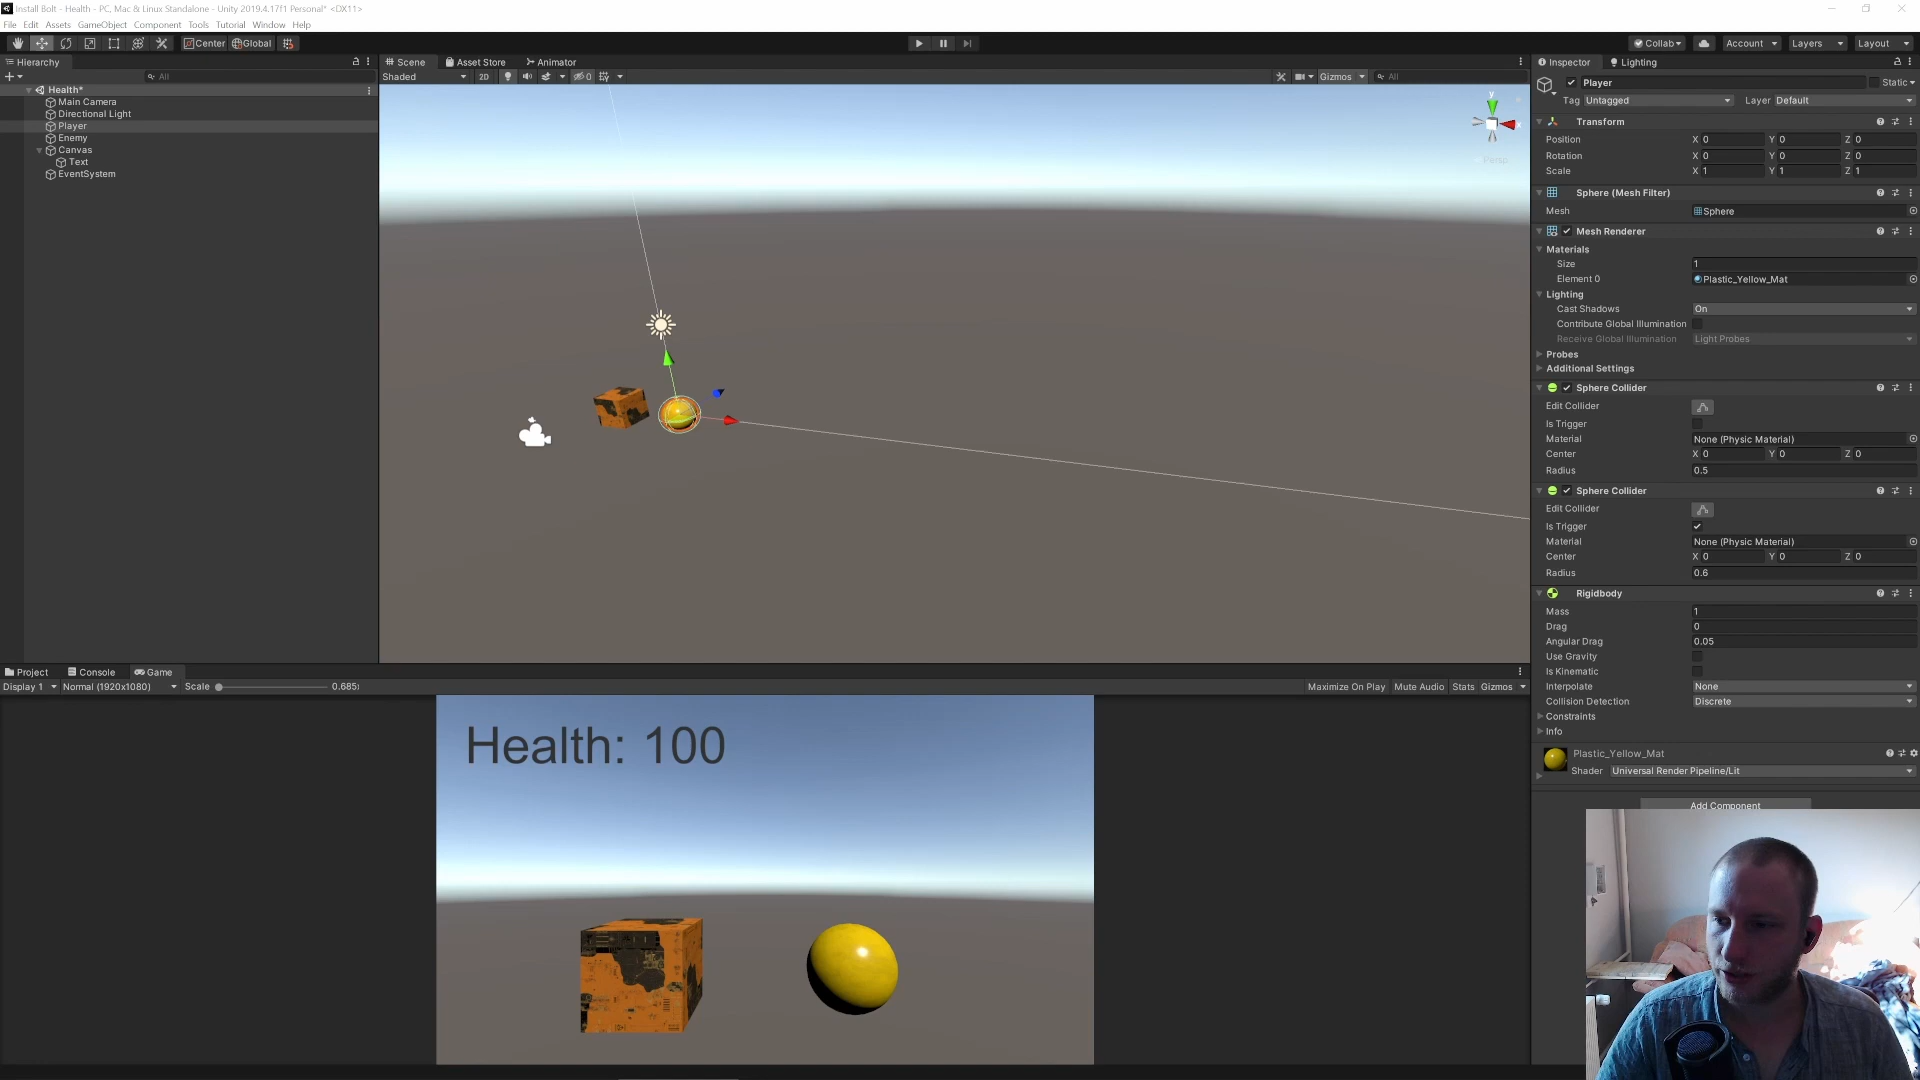 Install Bolt - Health - PC, Mac & Linux Standalone - Unity 2019.4.17f1 Personal* <DX11>
File Edit Assets GameObject Component Tools Tutorial Window Help
Center Global Collab Account Layers Layout
Hierarchy
All
Health*
Main Camera
Directional Light
Player
Enemy
Canvas
Text
EventSystem
Scene Asset Store Animator
Shaded 2D 0 Gizmos All
y
x
Persp
Inspector Lighting
Player Static
Tag Untagged Layer Default
Transform
Position X 0 Y 0 Z 0
Rotation X 0 Y 0 Z 0
Scale X 1 Y 1 Z 1
Sphere (Mesh Filter)
Mesh Sphere
Mesh Renderer
Materials
Size 1
Element 0 Plastic_Yellow_Mat
Lighting
Cast Shadows On
Contribute Global Illumination
Receive Global Illumination Light Probes
Probes
Additional Settings
Sphere Collider
Edit Collider
Is Trigger
Material None (Physic Material)
Center X 0 Y 0 Z 0
Radius 0.5
Sphere Collider
Edit Collider
Is Trigger
Material None (Physic Material)
Center X 0 Y 0 Z 0
Radius 0.6
Rigidbody
Mass 1
Drag 0
Angular Drag 0.05
Use Gravity
Is Kinematic
Interpolate None
Collision Detection Discrete
Constraints
Info
Plastic_Yellow_Mat
Shader Universal Render Pipeline/Lit
Add Component
Project Console Game
Display 1 Normal (1920x1080) Scale 0.685: Maximize On Play Mute Audio Stats Gizmos
Health: 100